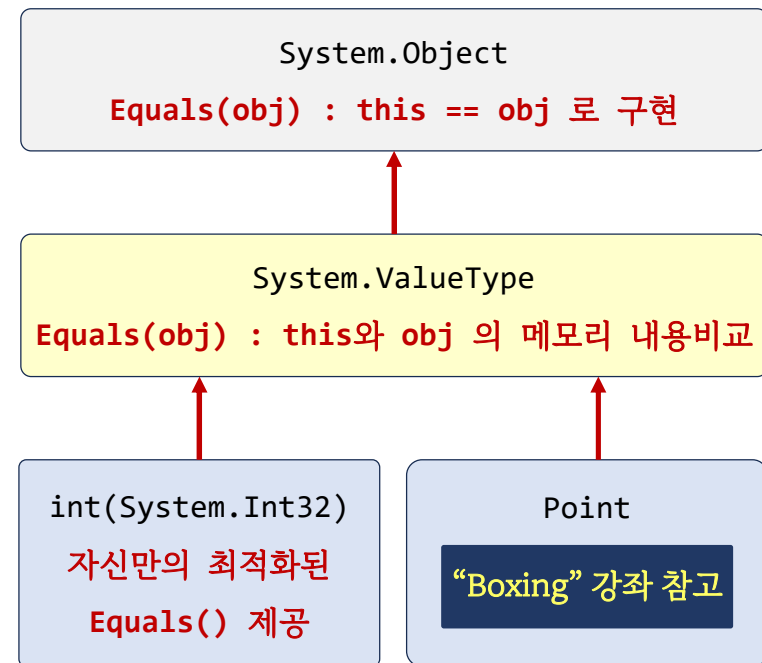 System.Object
Equals(obj) : this == obj 로 구현
System.ValueType
Equals(obj) : this와 obj 의 메모리 내용비교
int(System.Int32)
자신만의 최적화된
Equals() 제공
Point
“Boxing” 강좌 참고